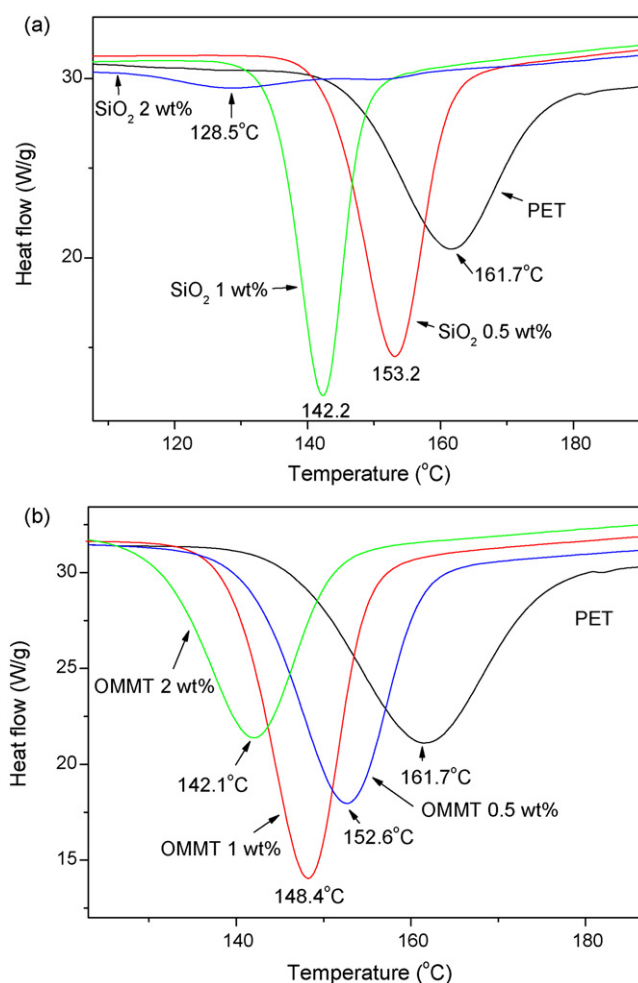 (a)
30
20
Heat flow (W/g)
SiO₂ 2 wt%
128.5°C
PET
161.7°C
SiO₂ 1 wt%
SiO₂ 0.5 wt%
153.2
142.2
120 140 160 180
Temperature (°C)
(b)
30
25
20
15
Heat flow (W/g)
PET
OMMT 2 wt%
142.1°C
161.7°C
OMMT 0.5 wt%
152.6°C
OMMT 1 wt%
148.4°C
140 160 180
Temperature (°C)